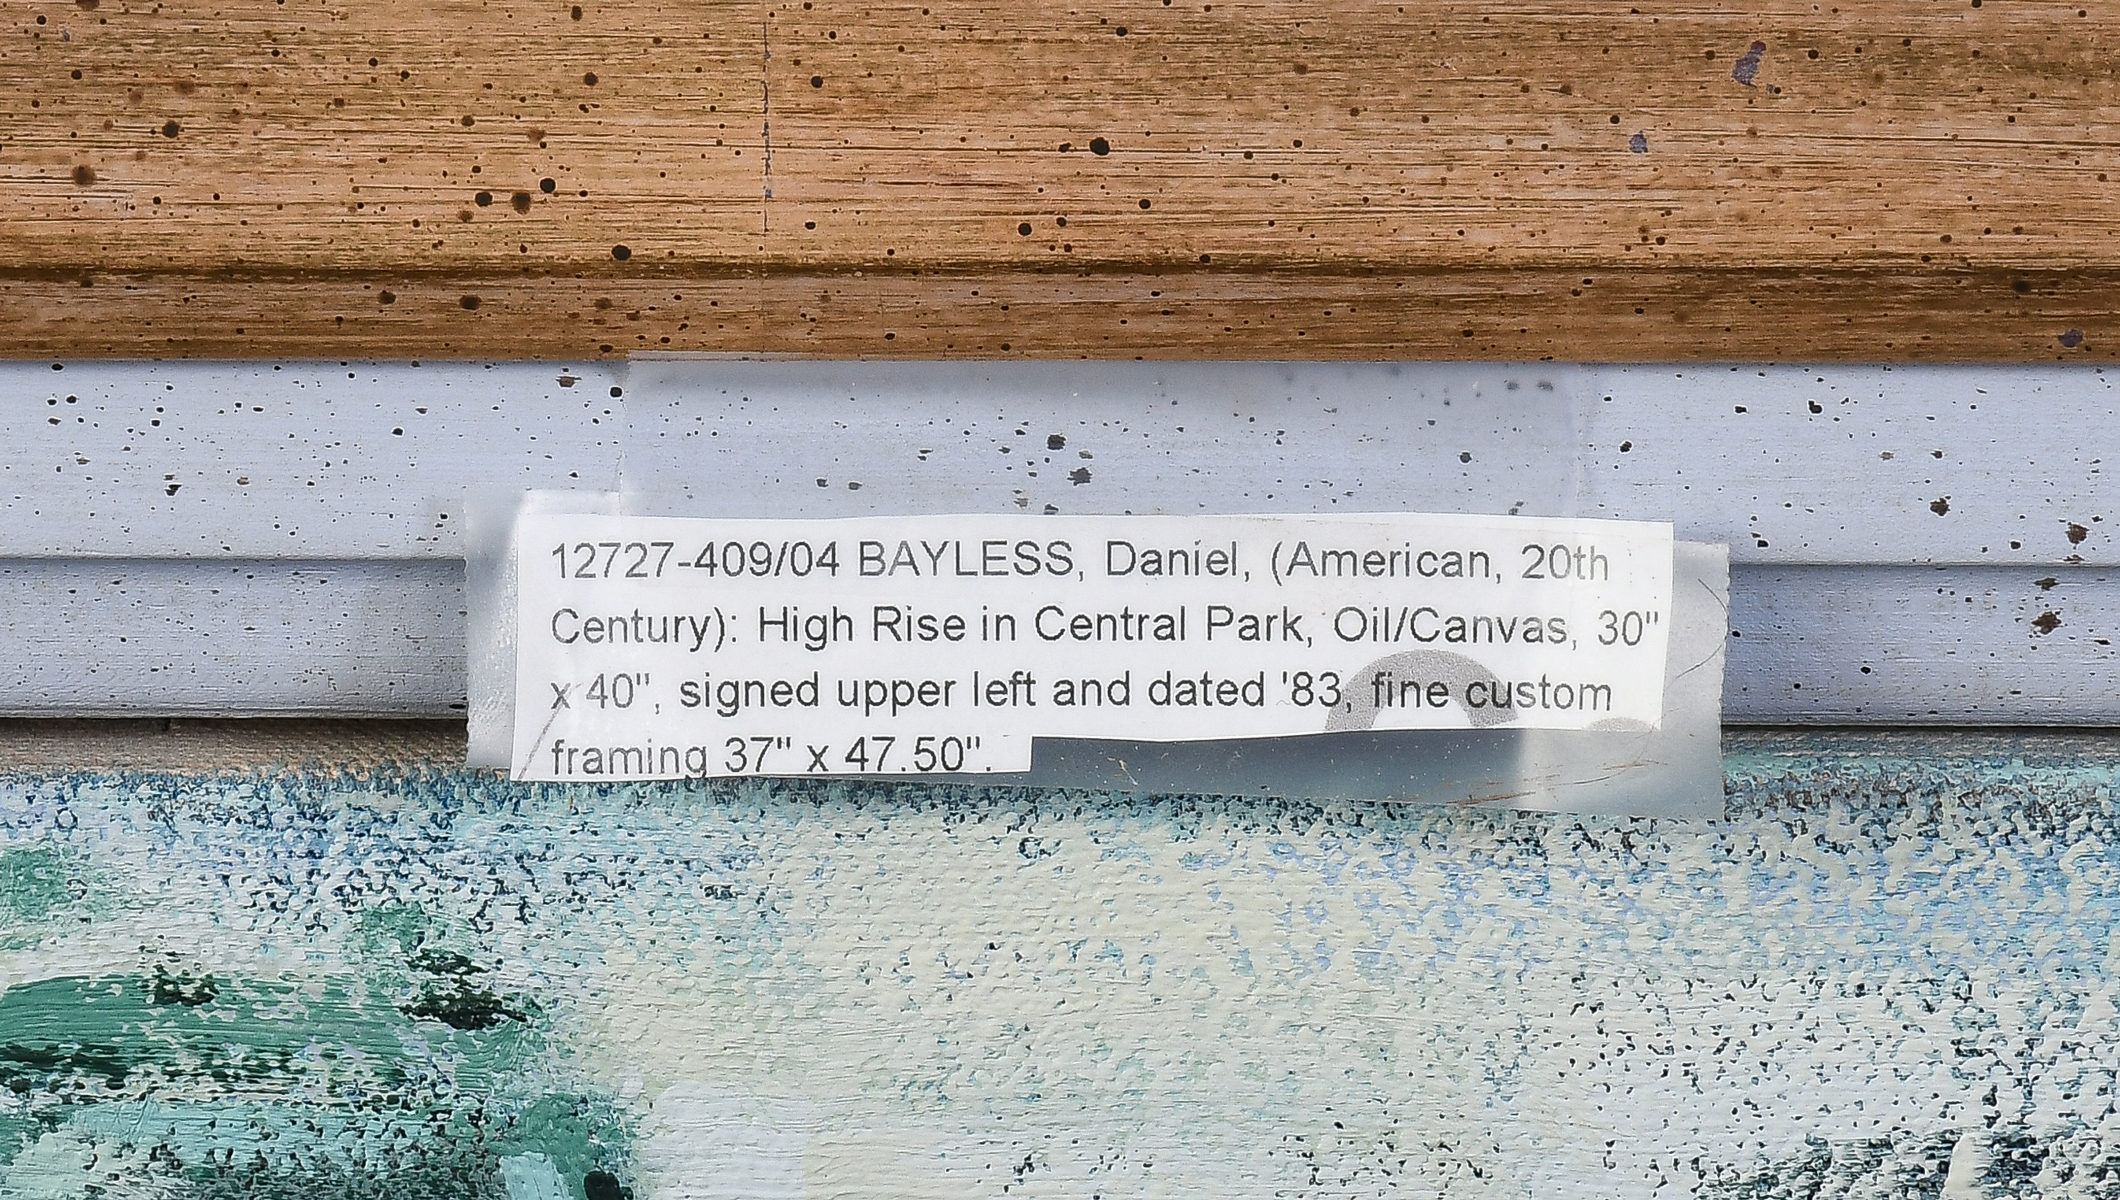 12727-409/04 BAYLESS, Daniel, (American, 20th
Century): High Rise in Central Park, Oil/Canvas, 30"
x 40", signed upper left and dated '83, fine custom
framing 37" x 47.50".